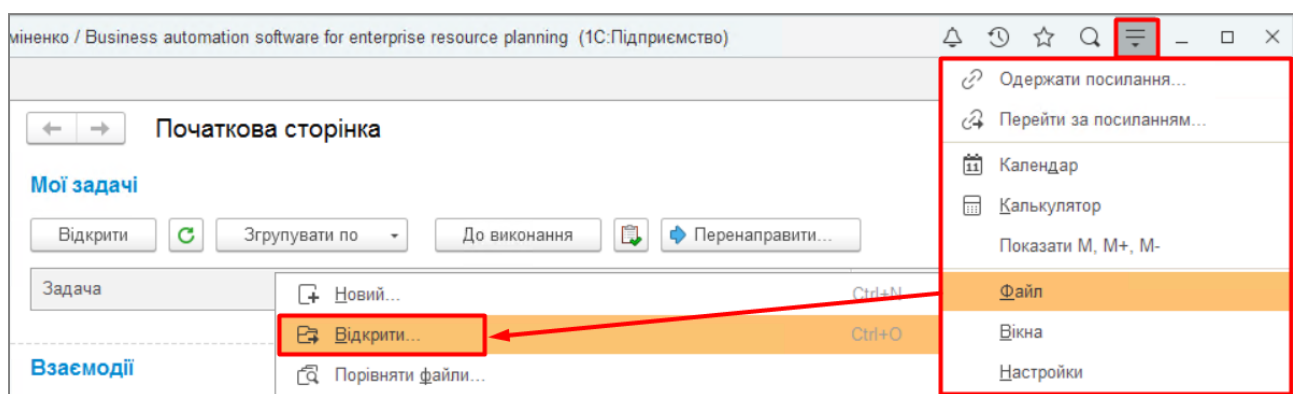 міненко / Business automation software for enterprise resource planning (1С:Підприємство)
Одержати посилання...
Перейти за посиланням...
Початкова сторінка
11 Календар
Мої задачі
Калькулятор
Відкрити Згрупувати по До виконання Перенаправити...
Показати М, М+, М-
Задача
Новий... Ctrl+N
Файл
Відкрити... Ctrl+O
Вікна
Взаємодії
Порівняти файли...
Настройки